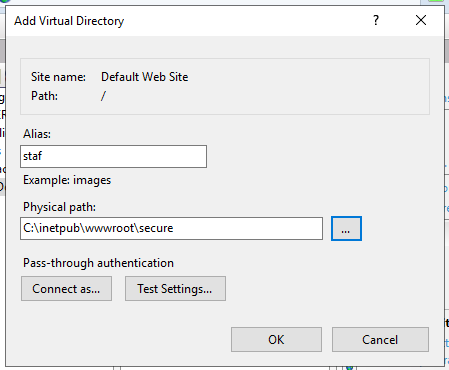 Add Virtual Directory
?
Site name: Default Web Site
Path: /
Alias:
staf
Example: images
Physical path:
C:\inetpub\wwwroot\secure
...
Pass-through authentication
Connect as... Test Settings...
OK Cancel